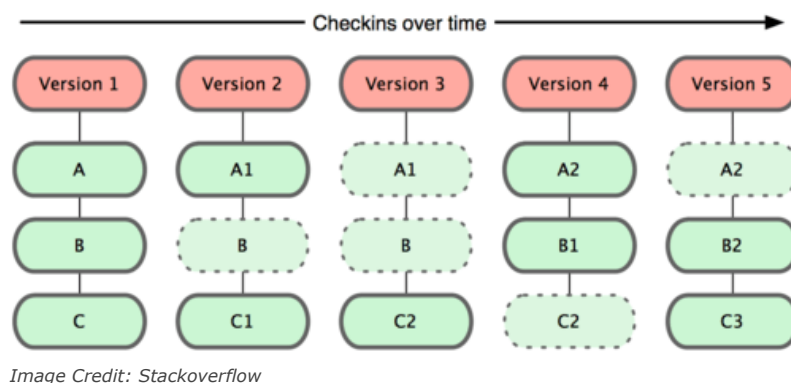 Checkins over time
Version 1 Version 2 Version 3 Version 4 Version 5
A A1 A1 A2 A2
B B B B1 B2
C C1 C2 C2 C3
Image Credit: Stackoverflow